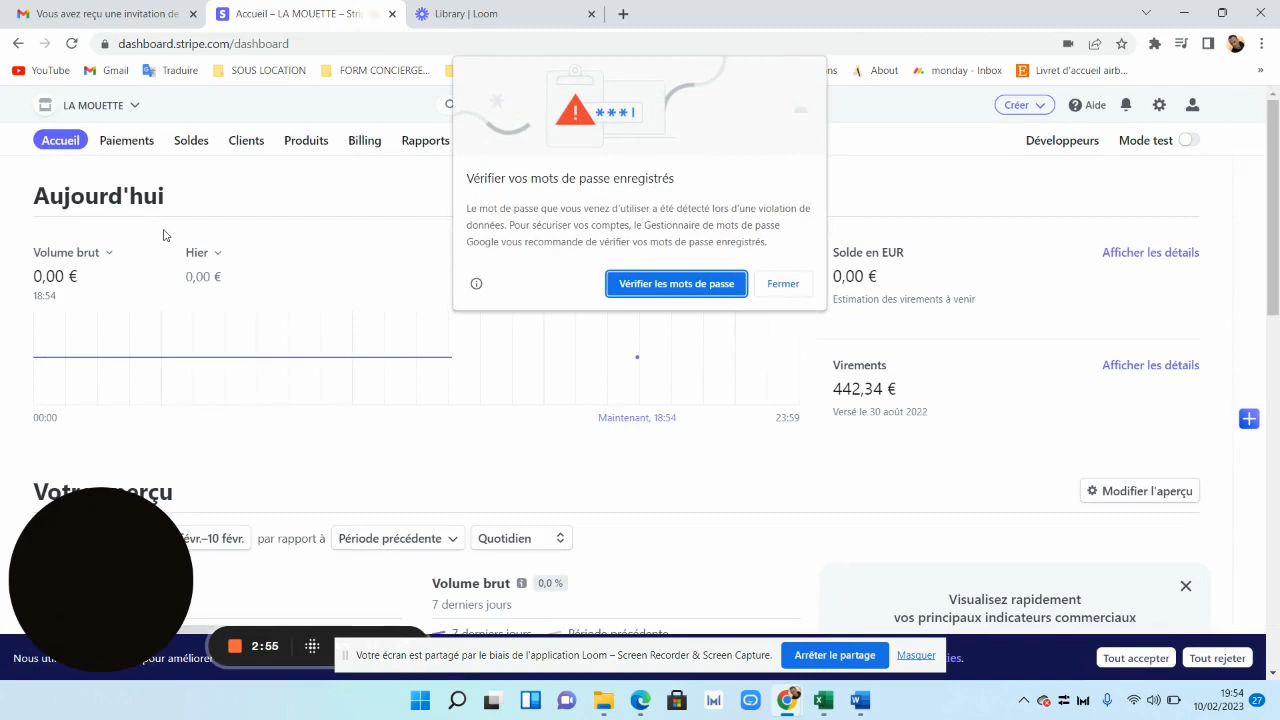 Vous avez reçu une invitation de
Accueil – LA MOUETTE – Stri
Library | Loom
dashboard.stripe.com/dashboard
YouTube
Gmail
Traduire
SOUS LOCATION
FORM CONCIERGE...
About
monday - Inbox
Livret d'accueil airb...
»
LA MOUETTE
Créer
Aide
Accueil
Paiements
Soldes
Clients
Produits
Billing
Rapports
Développeurs
Mode test
***|
Vérifier vos mots de passe enregistrés
Le mot de passe que vous venez d'utiliser a été détecté lors d'une violation de
données. Pour sécuriser vos comptes, le Gestionnaire de mots de passe
Google vous recommande de vérifier vos mots de passe enregistrés.
Vérifier les mots de passe
Fermer
Aujourd'hui
Volume brut
Hier
0,00 €
0,00 €
18:54
00:00
Maintenant, 18:54
23:59
Solde en EUR
Afficher les détails
0,00 €
Estimation des virements à venir
Virements
Afficher les détails
442,34 €
Versé le 30 août 2022
Modifier l'aperçu
févr.–10 févr.
par rapport à
Période précédente
Quotidien
Volume brut
0,0 %
7 derniers jours
7 derniers jours
Période précédente
Visualisez rapidement
vos principaux indicateurs commerciaux
2:55
Votre écran est partagé par le biais de l'application Loom – Screen Recorder & Screen Capture.
Arrêter le partage
Masquer
Tout accepter
Tout rejeter
19:54
10/02/2023
27